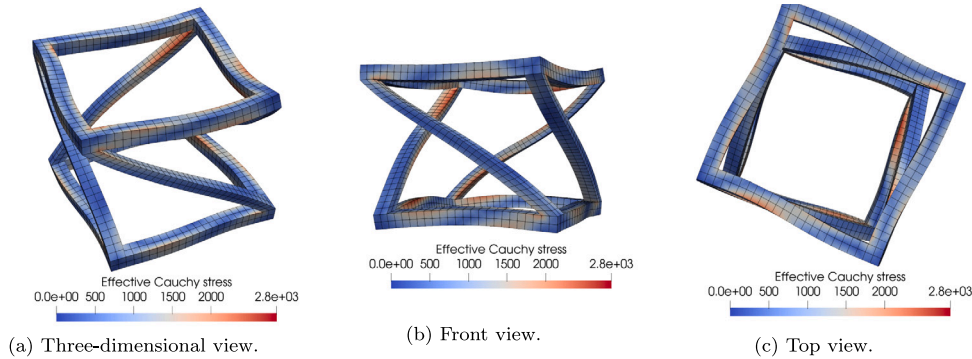 Effective Cauchy stress
0.0e+00 500 1000 1500 2000 2.8e+03
(a) Three-dimensional view.
Effective Cauchy stress
0.0e+00 500 1000 1500 2000 2.8e+03
(b) Front view.
Effective Cauchy stress
0.0e+00 500 1000 1500 2000 2.8e+03
(c) Top view.